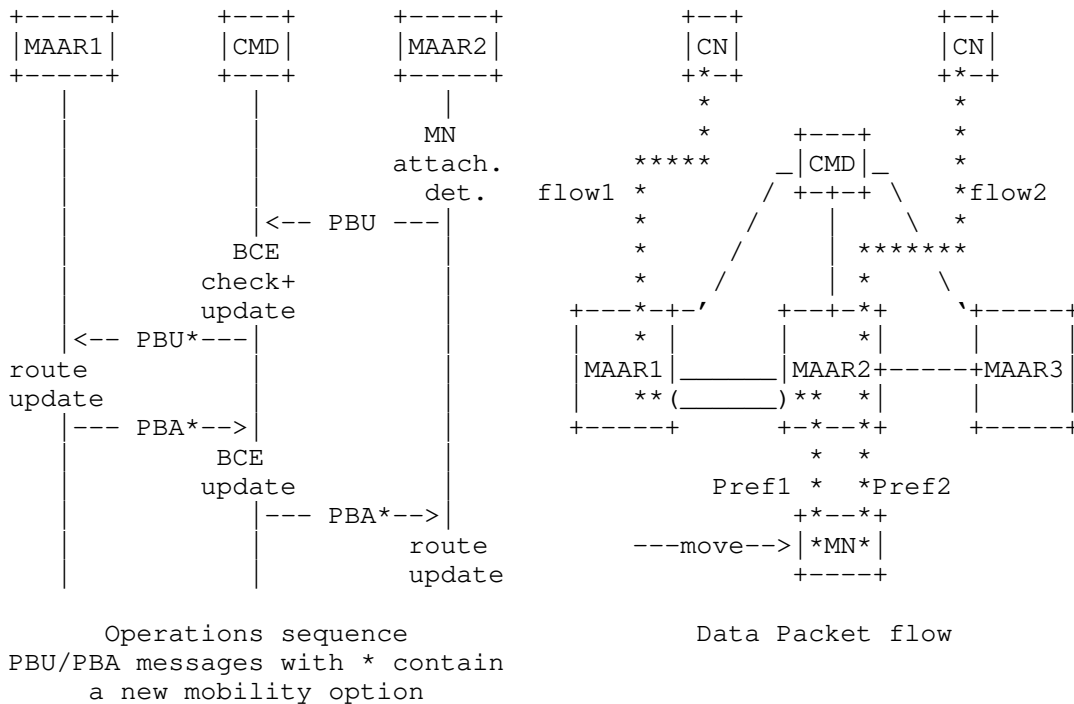 MAAR1 CMD MAAR2 CN CN
MN
attach. CMD
det. flow1 flow2
<-- PBU ---
BCE
check+
update
<-- PBU*---
route MAAR1 MAAR2 MAAR3
update
--- PBA*-->
BCE
update Pref1 Pref2
--- PBA*-->
route ---move--> MN
update
Operations sequence Data Packet flow
PBU/PBA messages with * contain
a new mobility option